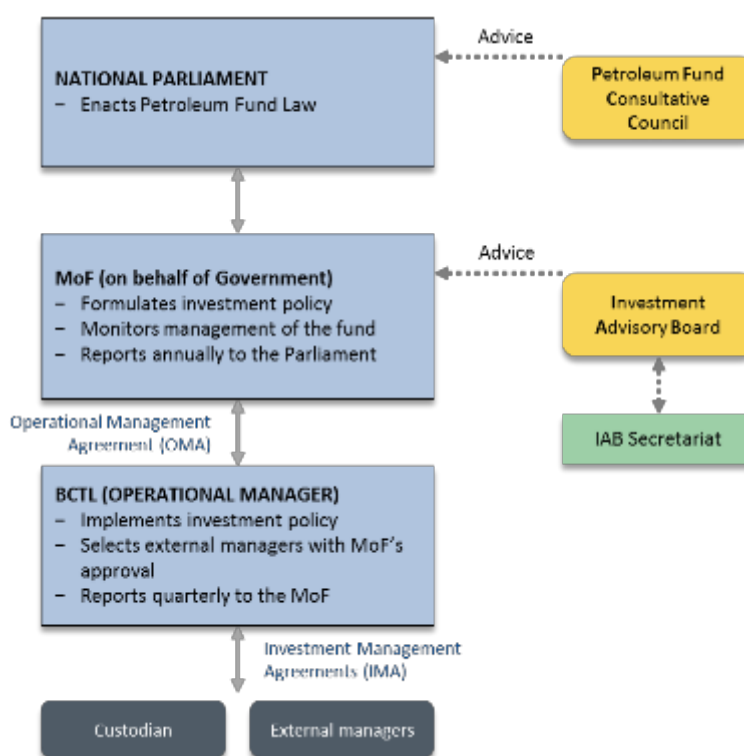 Advice
NATIONAL PARLIAMENT
– Enacts Petroleum Fund Law
Petroleum Fund
Consultative
Council
Advice
MoF (on behalf of Government)
– Formulates investment policy
– Monitors management of the fund
– Reports annually to the Parliament
Investment
Advisory Board
Operational Management
Agreement (OMA)
IAB Secretariat
BCTL (OPERATIONAL MANAGER)
– Implements investment policy
– Selects external managers with MoF's
approval
– Reports quarterly to the MoF
Investment Management
Agreements (IMA)
Custodian
External managers